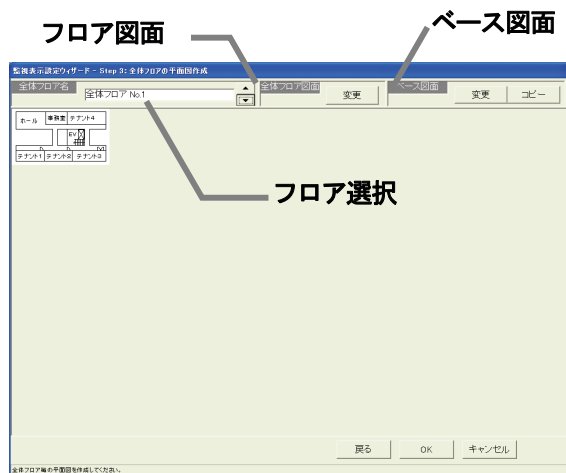 フロア図面
ベース図面
監視表示設定ウィザード - Step 3: 全体フロアの平面図作成
全体フロア名
全体フロア No.1
全体フロア図面
変更
ベース図面
変更
コピー
ホール
事務室
テナント4
EV
テナント1
テナント2
テナント3
フロア選択
戻る
OK
キャンセル
全体フロア毎の平面図を作成してください。